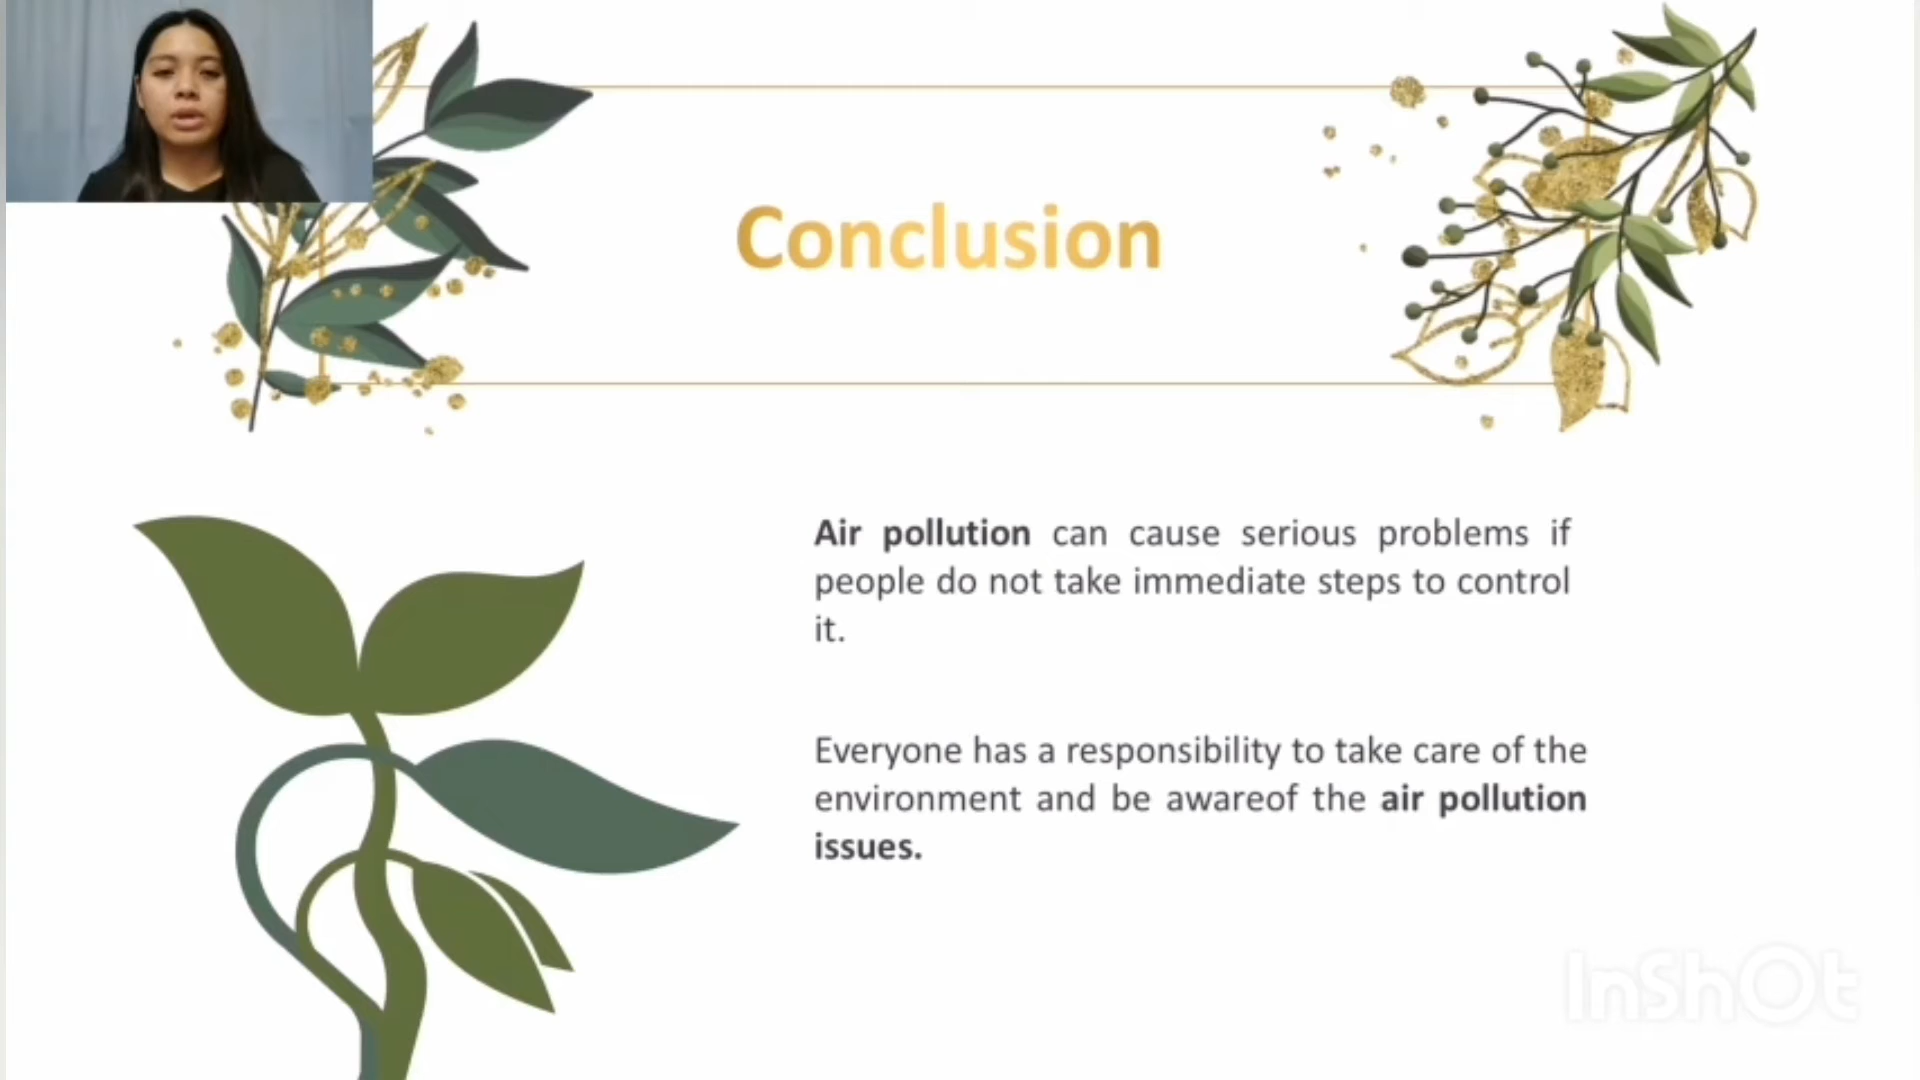 Conclusion
Air pollution can cause serious problems if
people do not take immediate steps to control
it.
Everyone has a responsibility to take care of the
environment and be awareof the air pollution
issues.
InShOt